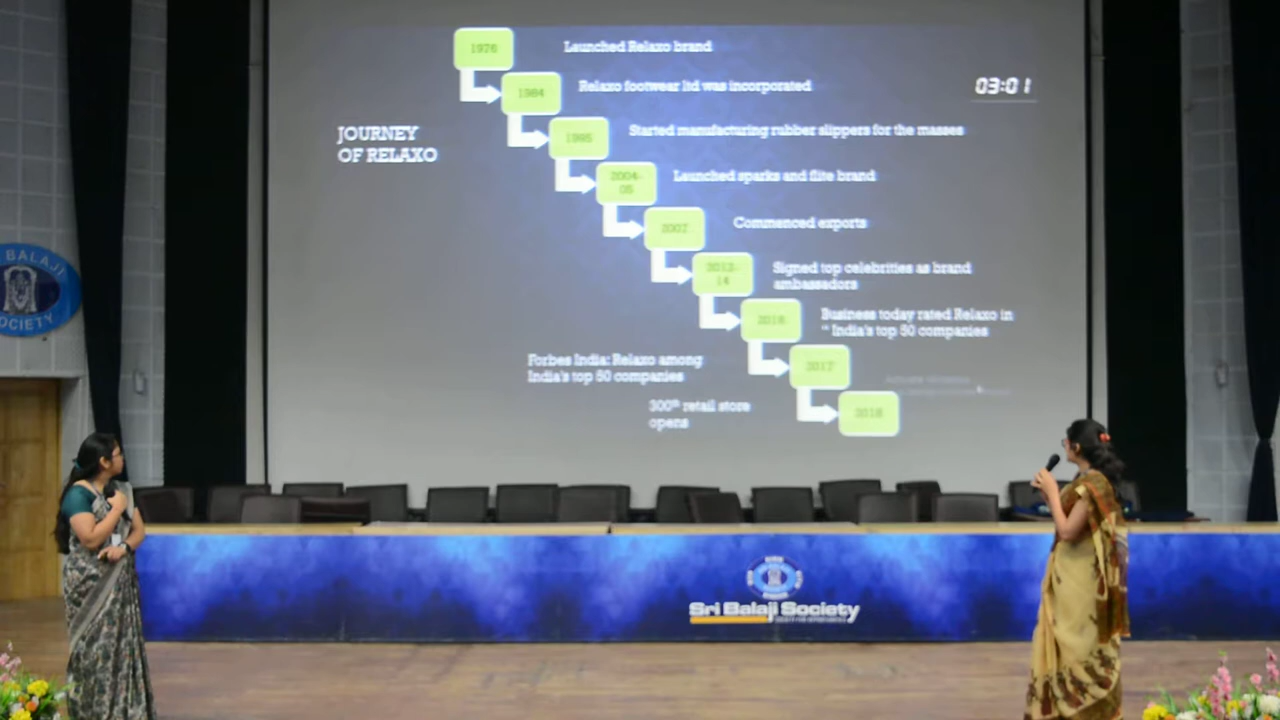 1976
Launched Relaxo brand
1984
Relaxo footwear ltd was incorporated
03:01
JOURNEY
OF RELAXO
1995
Started manufacturing rubber slippers for the masses
2004-
05
Launched sparks and flite brand
2007
Commenced exports
2012-
14
Signed top celebrities as brand
ambassadors
2016
Business today rated Relaxo in
" India's top 50 companies
Forbes India: Relaxo among
India's top 50 companies
2017
300th retail store
opens
2018
BALAJI
SOCIETY
Sri Balaji Society